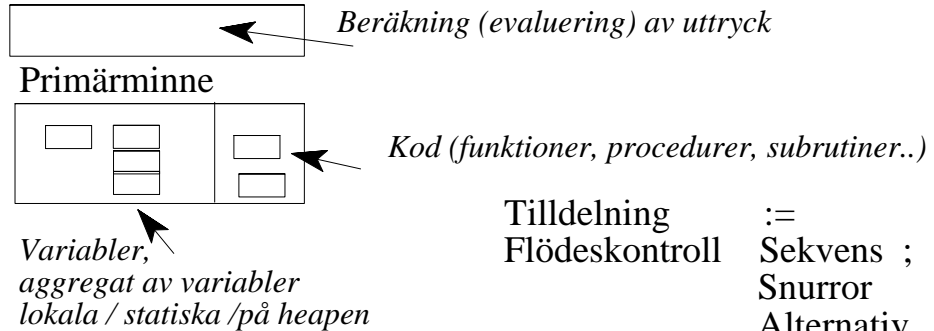 Beräkning (evaluering) av uttryck
Primärminne
Kod (funktioner, procedurer, subrutiner..)
Variabler,
aggregat av variabler
lokala / statiska /på heapen
Tilldelning :=
Flödeskontroll Sekvens ;
Snurror
Alternativ